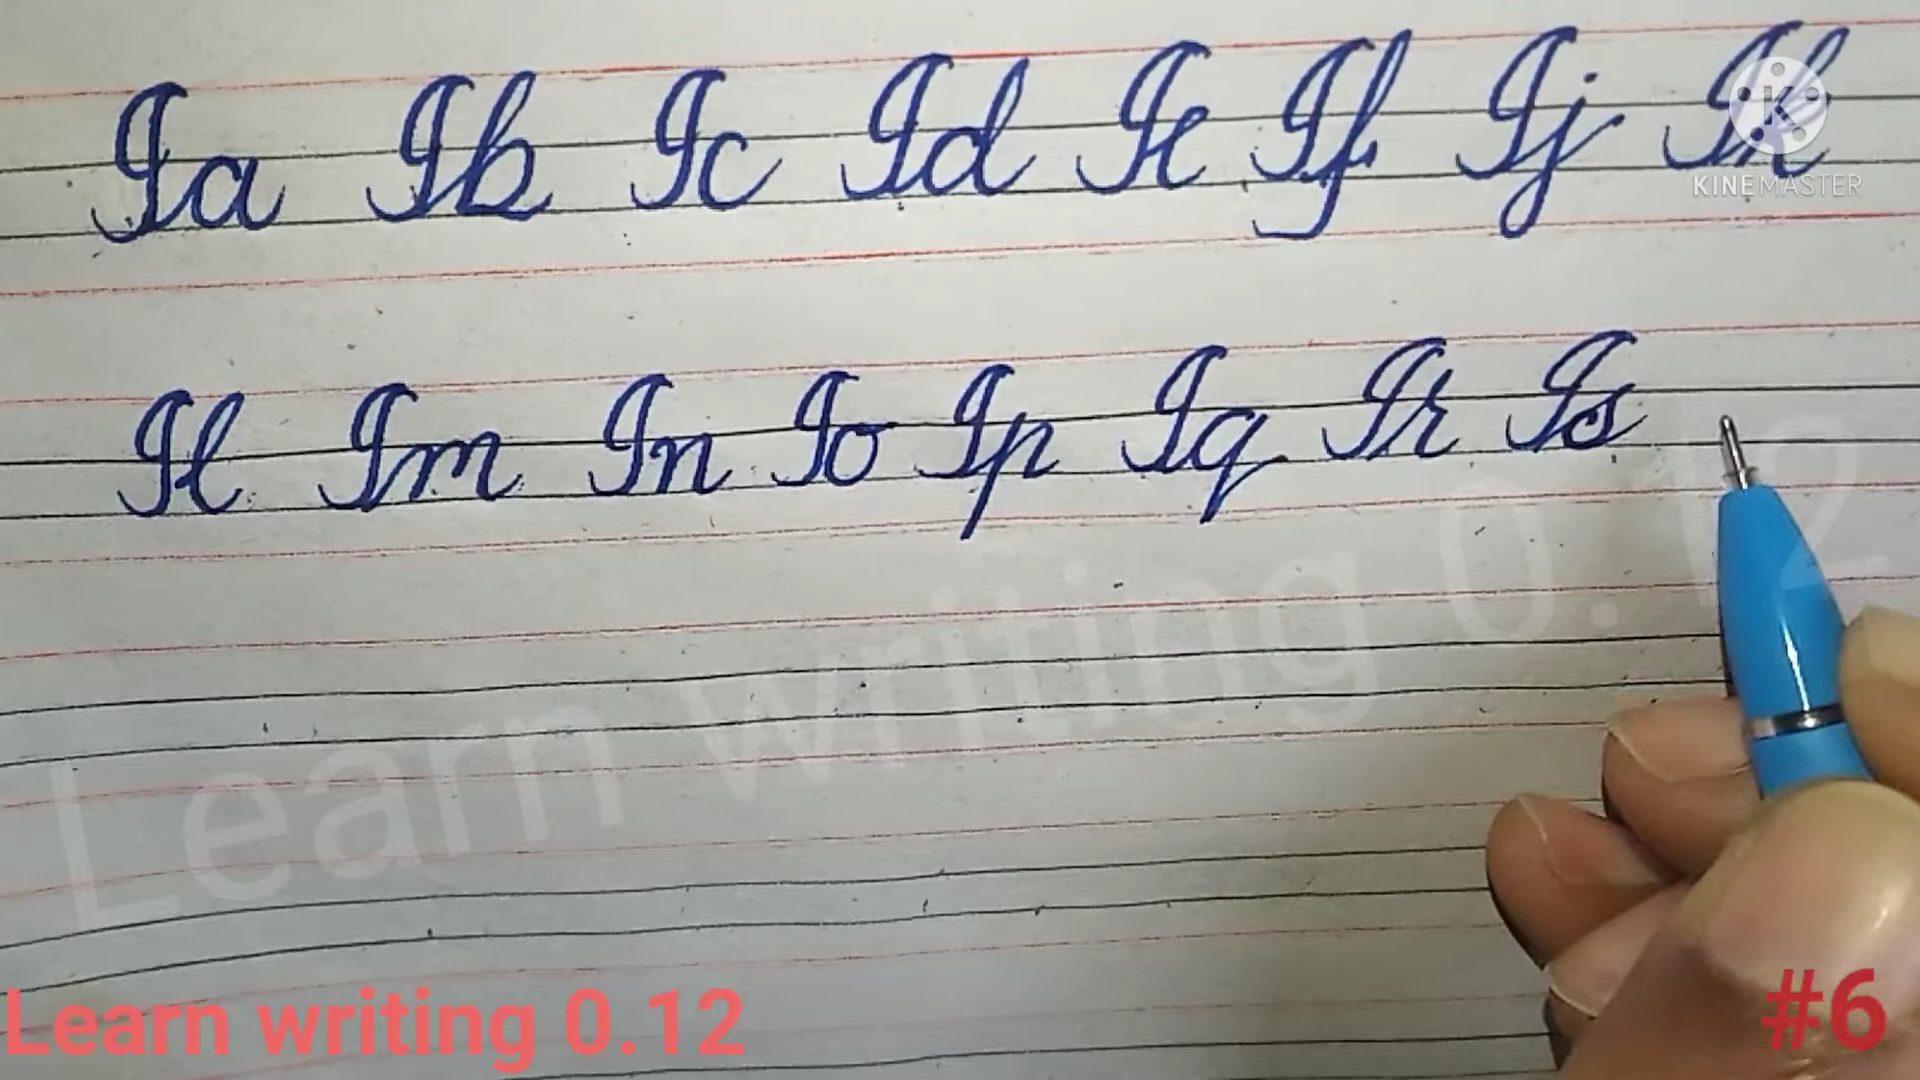 Ia Ib Ic Id Ie If Ij Ik
KINEMASTER
Il Im In Io Ip Iq Ir Is
Learn writing 0.12
Learn writing 0.12
#6